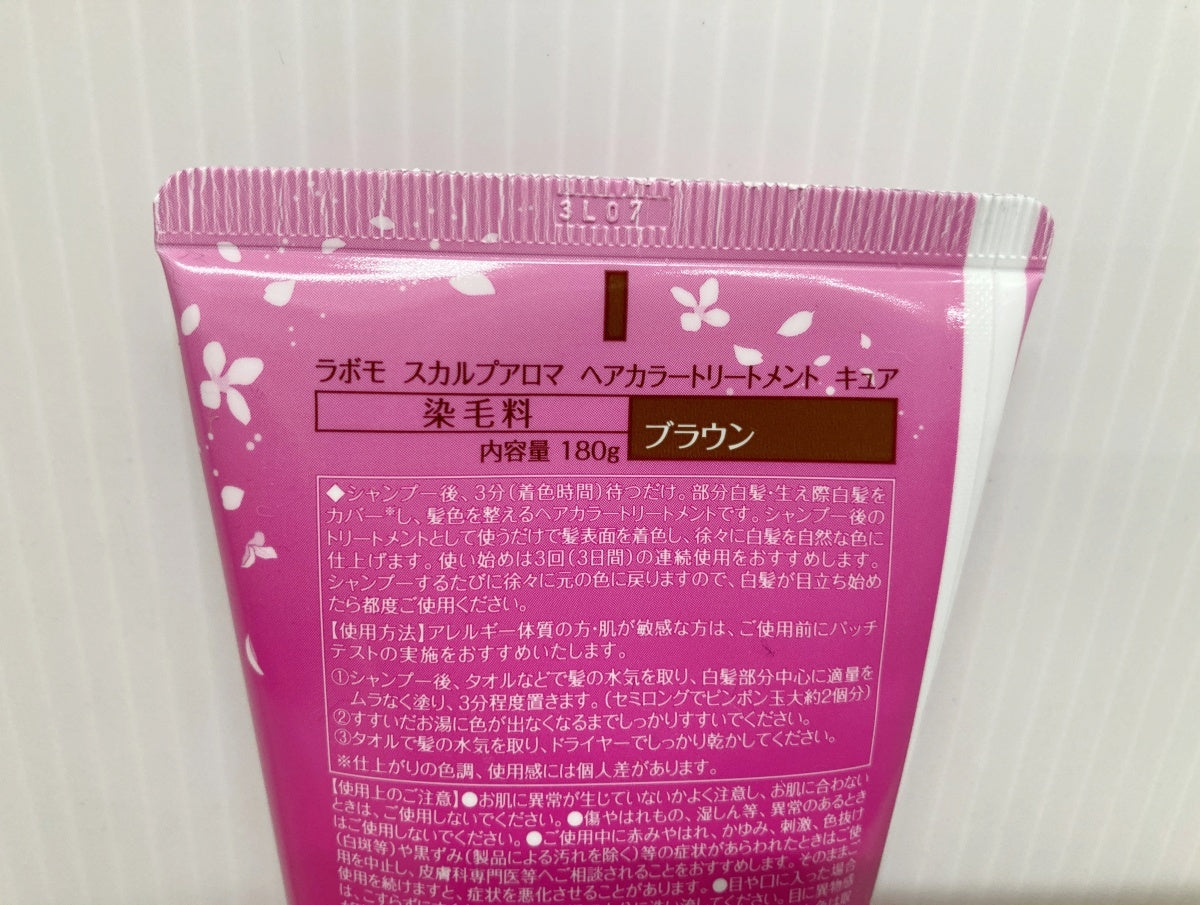 3L07
ラボモ スカルプアロマ ヘアカラートリートメント キュア
染毛料
ブラウン
内容量 180g
◆シャンプー後、3分(着色時間)待つだけ。部分白髪・生え際白髪を
カバー※し、髪色を整えるヘアカラートリートメントです。シャンプー後の
トリートメントとして使うだけで髪表面を着色し、徐々に白髪を自然な色に
仕上げます。使い始めは3回(3日間)の連続使用をおすすめします。
シャンプーするたびに徐々に元の色に戻りますので、白髪が目立ち始め
たら都度ご使用ください。
【使用方法】アレルギー体質の方・肌が敏感な方は、ご使用前にパッチ
テストの実施をおすすめいたします。
①シャンプー後、タオルなどで髪の水気を取り、白髪部分中心に適量を
ムラなく塗り、3分程度置きます。(セミロングでピンポン玉大約2個分)
②すすいだお湯に色が出なくなるまでしっかりすすいでください。
③タオルで髪の水気を取り、ドライヤーでしっかり乾かしてください。
※仕上がりの色調、使用感には個人差があります。
【使用上のご注意】●お肌に異常が生じていないかよく注意し、お肌に合わない
ときは、ご使用しないでください。●傷やはれもの、湿しん等、異常のあるとき
はご使用しないでください。●ご使用中に赤みやはれ、かゆみ、刺激、色抜け
(白斑等)や黒ずみ(製品による汚れを除く)等の症状があらわれたときはご使
用を中止し、皮膚科専門医等へご相談されることをおすすめします。そのままご
使用を続けますと、症状を悪化させることがあります。●目や口に入った場合
は、こすらずに
洗い流してください。目に異物感